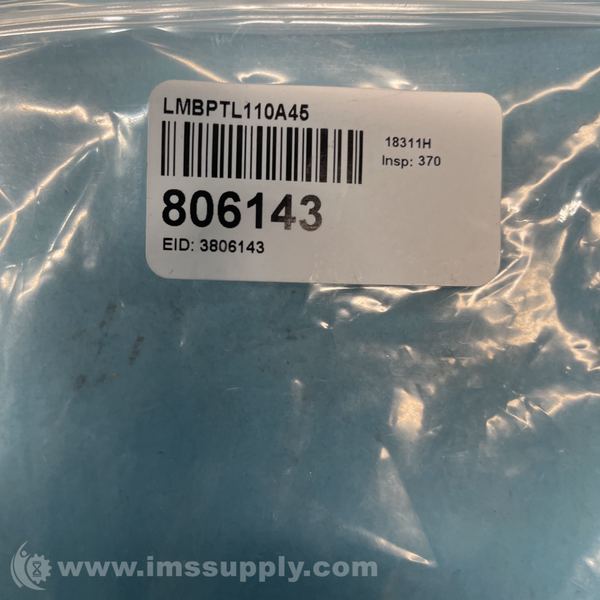 LMBPTL110A45
18311H
Insp: 370
806143
EID: 3806143
www.imssupply.com